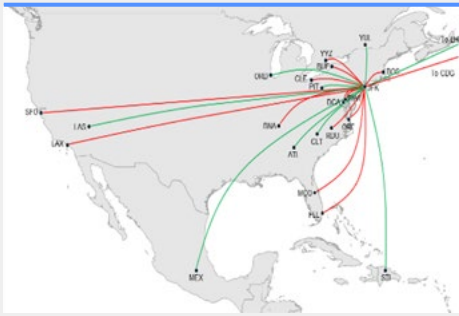 YUL
YYZ
BUF
To CDG
ORD
CLE
BOS
PIT
JFK
SFO
DCA
LAS
BNA
ORF
RDU
LAX
CLT
ATL
MCO
FLL
MEX
STI